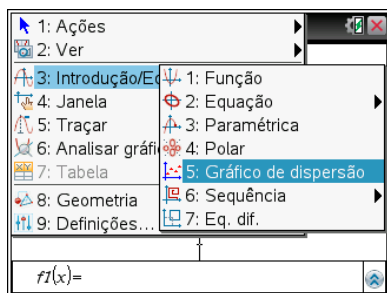 1: Ações
2: Ver
3: Introdução/Ec
4: Janela
5: Traçar
6: Analisar gráfi
7: Tabela
8: Geometria
9: Definições...
1: Função
2: Equação
3: Paramétrica
4: Polar
5: Gráfico de dispersão
6: Sequência
7: Eq. dif.
f1(x)=